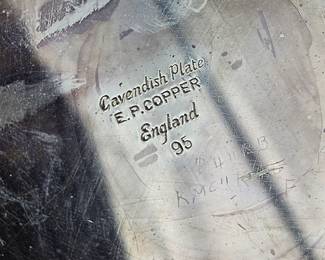 Cavendish Plate
E.P.COPPER
England
95